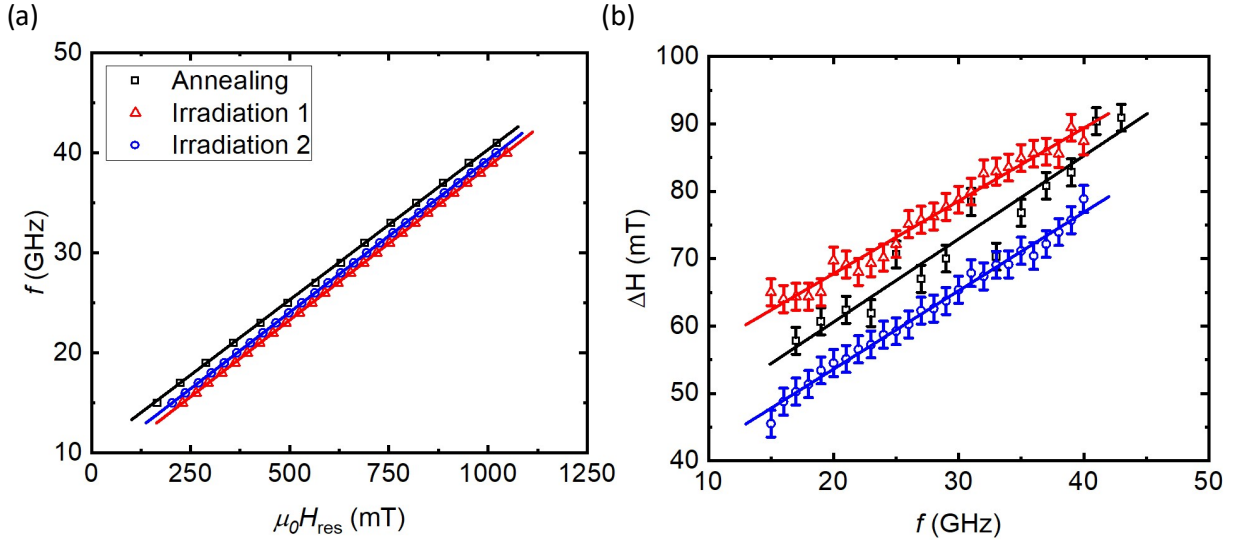 (a)
50
40
30
20
10
f (GHz)
Annealing
Irradiation 1
Irradiation 2
0 250 500 750 1000 1250
μ0Hres (mT)
(b)
100
90
80
70
60
50
40
ΔH (mT)
10 20 30 40 50
f (GHz)